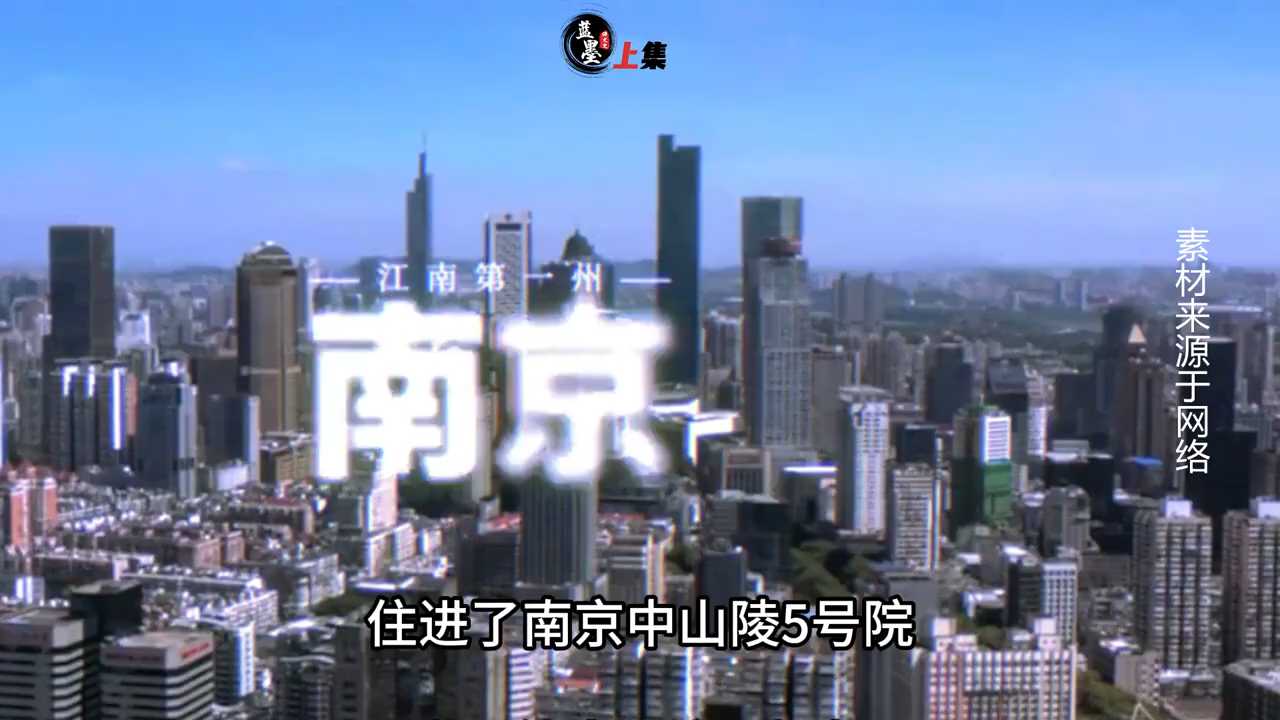 蓝墨
上集
江南第一州
南京
素材来源于网络
住进了南京中山陵5号院